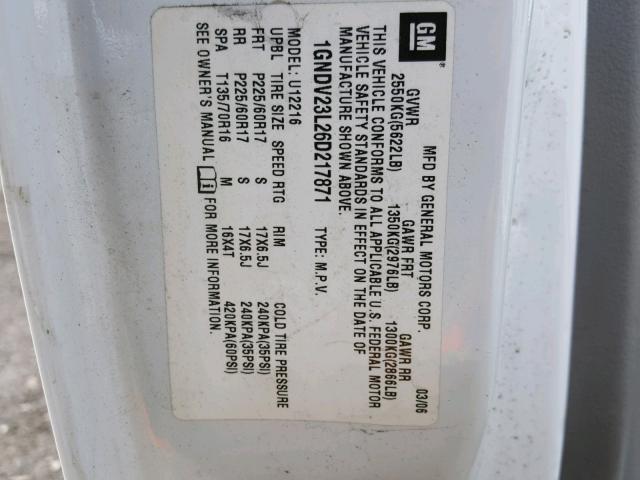 GM
MFD BY GENERAL MOTORS CORP. 03/06
GVWR GAWR FRT GAWR RR
2550KG(5622LB) 1350KG(2976LB) 1300KG(2866LB)
THIS VEHICLE CONFORMS TO ALL APPLICABLE U.S. FEDERAL MOTOR
VEHICLE SAFETY STANDARDS IN EFFECT ON THE DATE OF
MANUFACTURE SHOWN ABOVE.
1GNDV23L26D217871 TYPE: M.P.V.
MODEL: U12216
UPBL TIRE SIZE SPEED RTG RIM COLD TIRE PRESSURE
FRT P225/60R17 S 17X6.5J 240KPA(35PSI)
RR P225/60R17 S 17X6.5J 240KPA(35PSI)
SPA T135/70R16 M 16X4T 420KPA(60PSI)
SEE OWNER'S MANUAL FOR MORE INFORMATION.